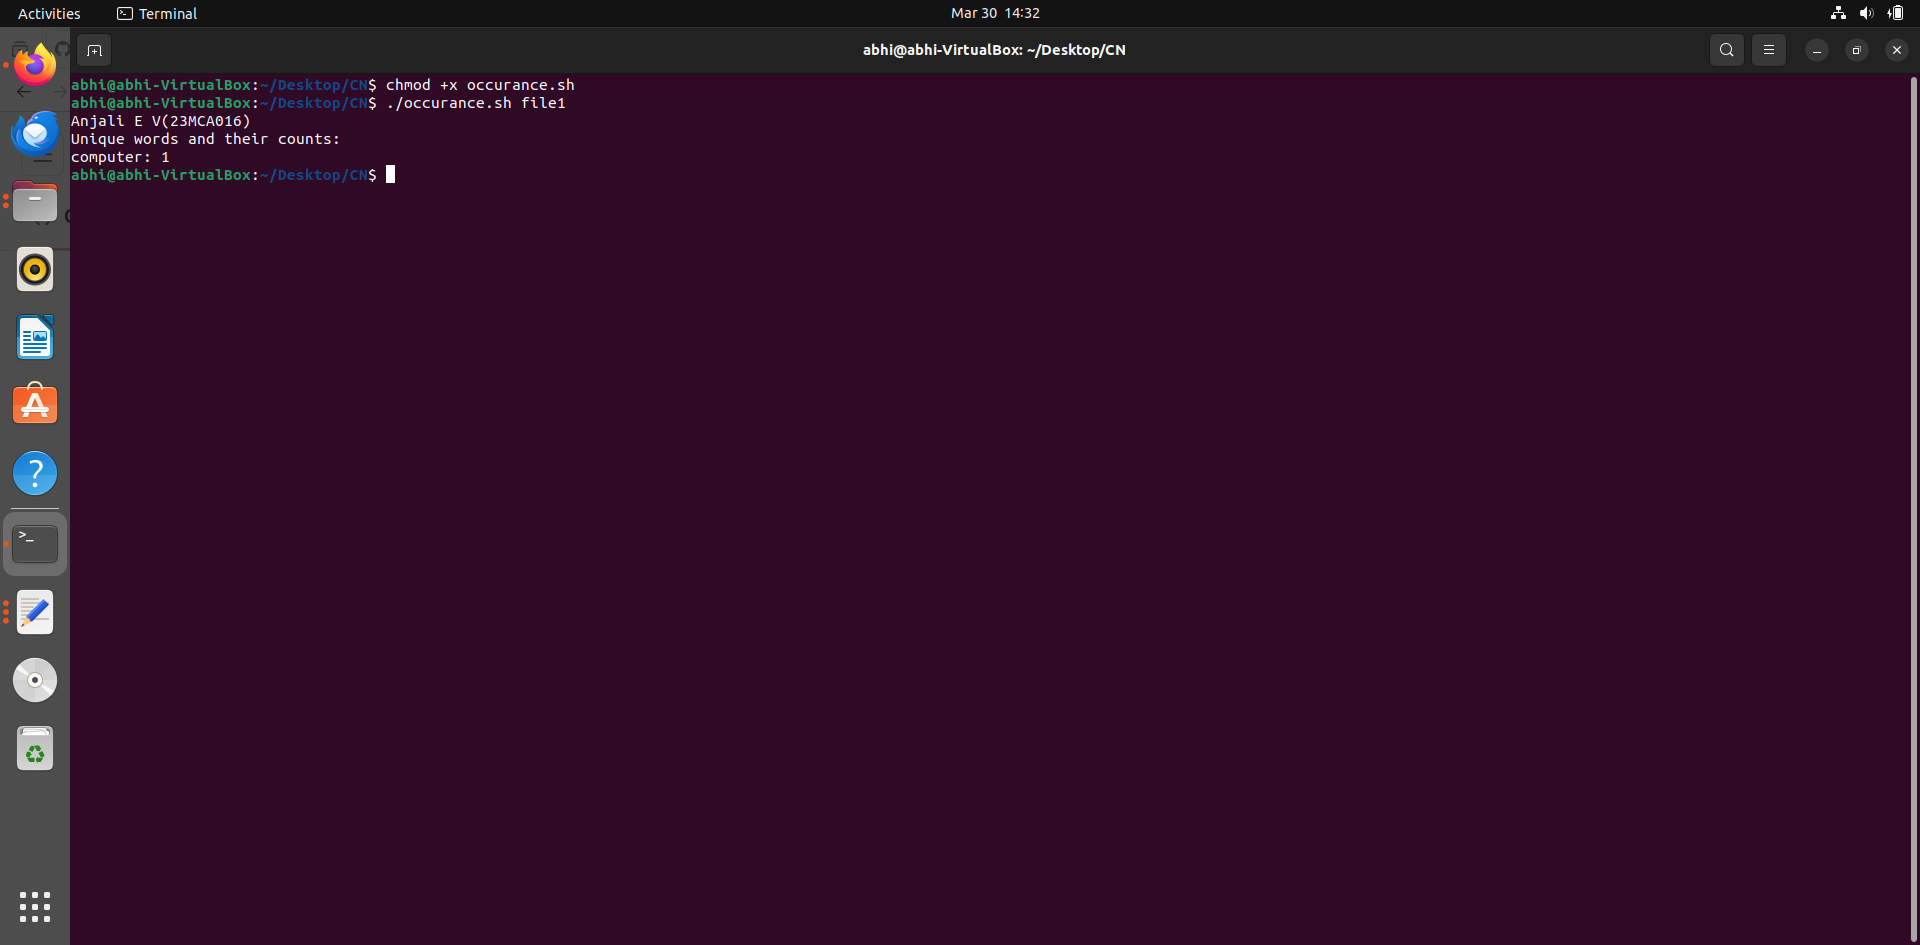 Activities
Terminal
Mar 30 14:32
abhi@abhi-VirtualBox: ~/Desktop/CN
abhi@abhi-VirtualBox:~/Desktop/CN$ chmod +x occurance.sh
abhi@abhi-VirtualBox:~/Desktop/CN$ ./occurance.sh file1
Anjali E V(23MCA016)
Unique words and their counts:
computer: 1
abhi@abhi-VirtualBox:~/Desktop/CN$